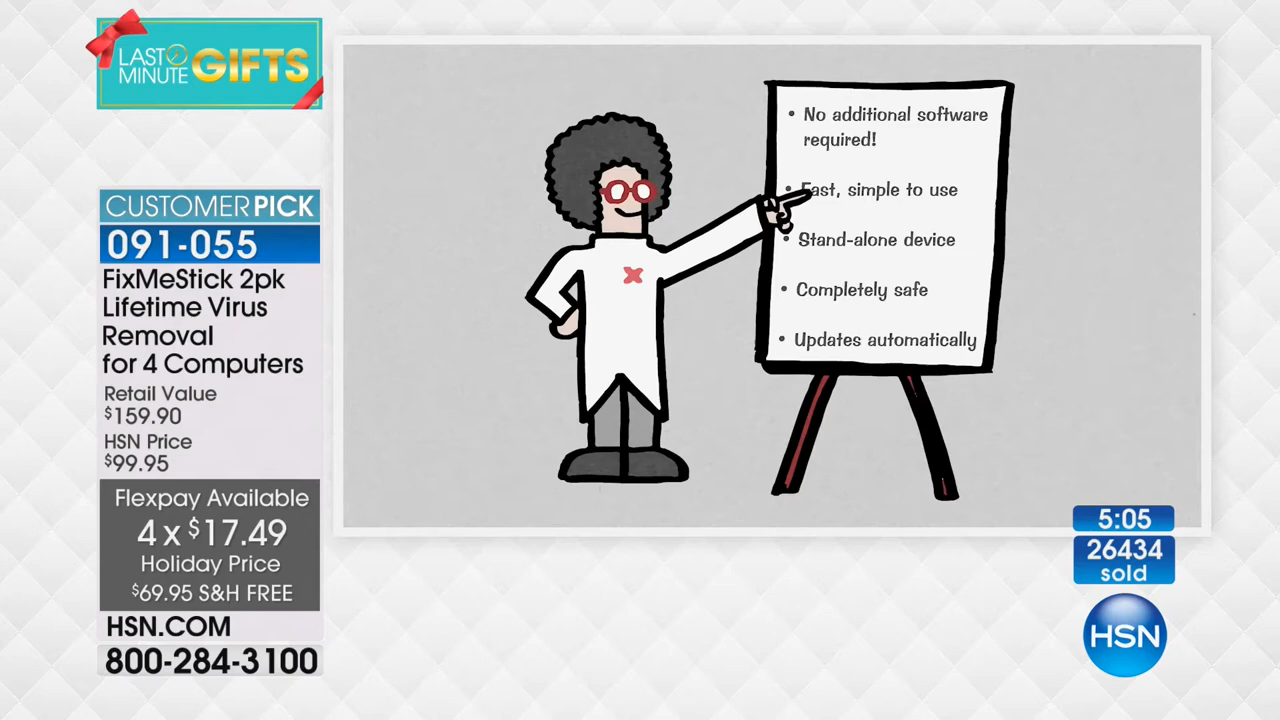 LAST
MINUTE
GIFTS
CUSTOMER PICK
091-055
FixMeStick 2pk
Lifetime Virus
Removal
for 4 Computers
Retail Value
$159.90
HSN Price
$99.95
Flexpay Available
4 x $17.49
Holiday Price
$69.95 S&H FREE
HSN.COM
800-284-3100
• No additional software
required!
• Fast, simple to use
• Stand-alone device
• Completely safe
• Updates automatically
5:05
26434
sold
HSN